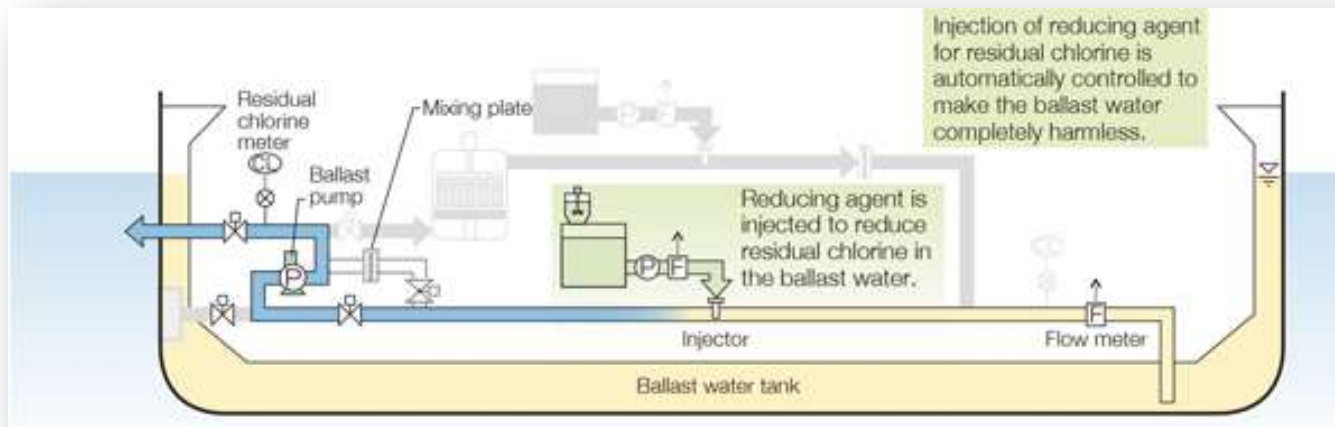 Injection of reducing agent
for residual chlorine is
automatically controlled to
make the ballast water
completely harmless.
Residual
chlorine
meter
CL
Mixing plate
Ballast
pump
P
P
F
Reducing agent is
injected to reduce
residual chlorine in
the ballast water.
P
F
CL
F
Injector
Flow meter
Ballast water tank